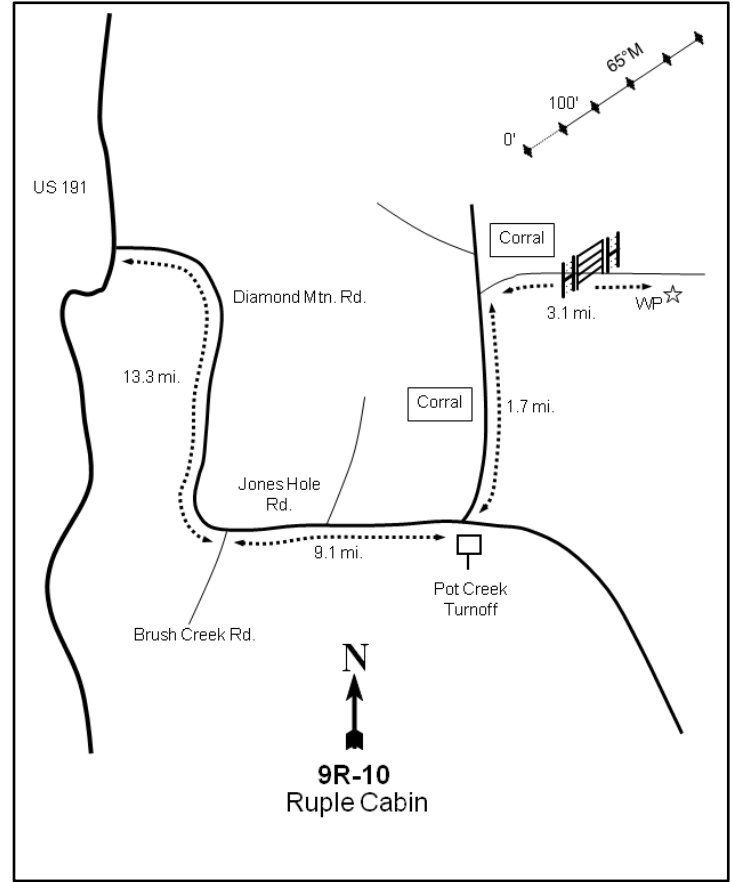 65°M
100'
0'
US 191
Corral
Diamond Mtn. Rd.
WP
3.1 mi.
13.3 mi.
Corral
1.7 mi.
Jones Hole
Rd.
9.1 mi.
Pot Creek
Turnoff
Brush Creek Rd.
N
9R-10
Ruple Cabin